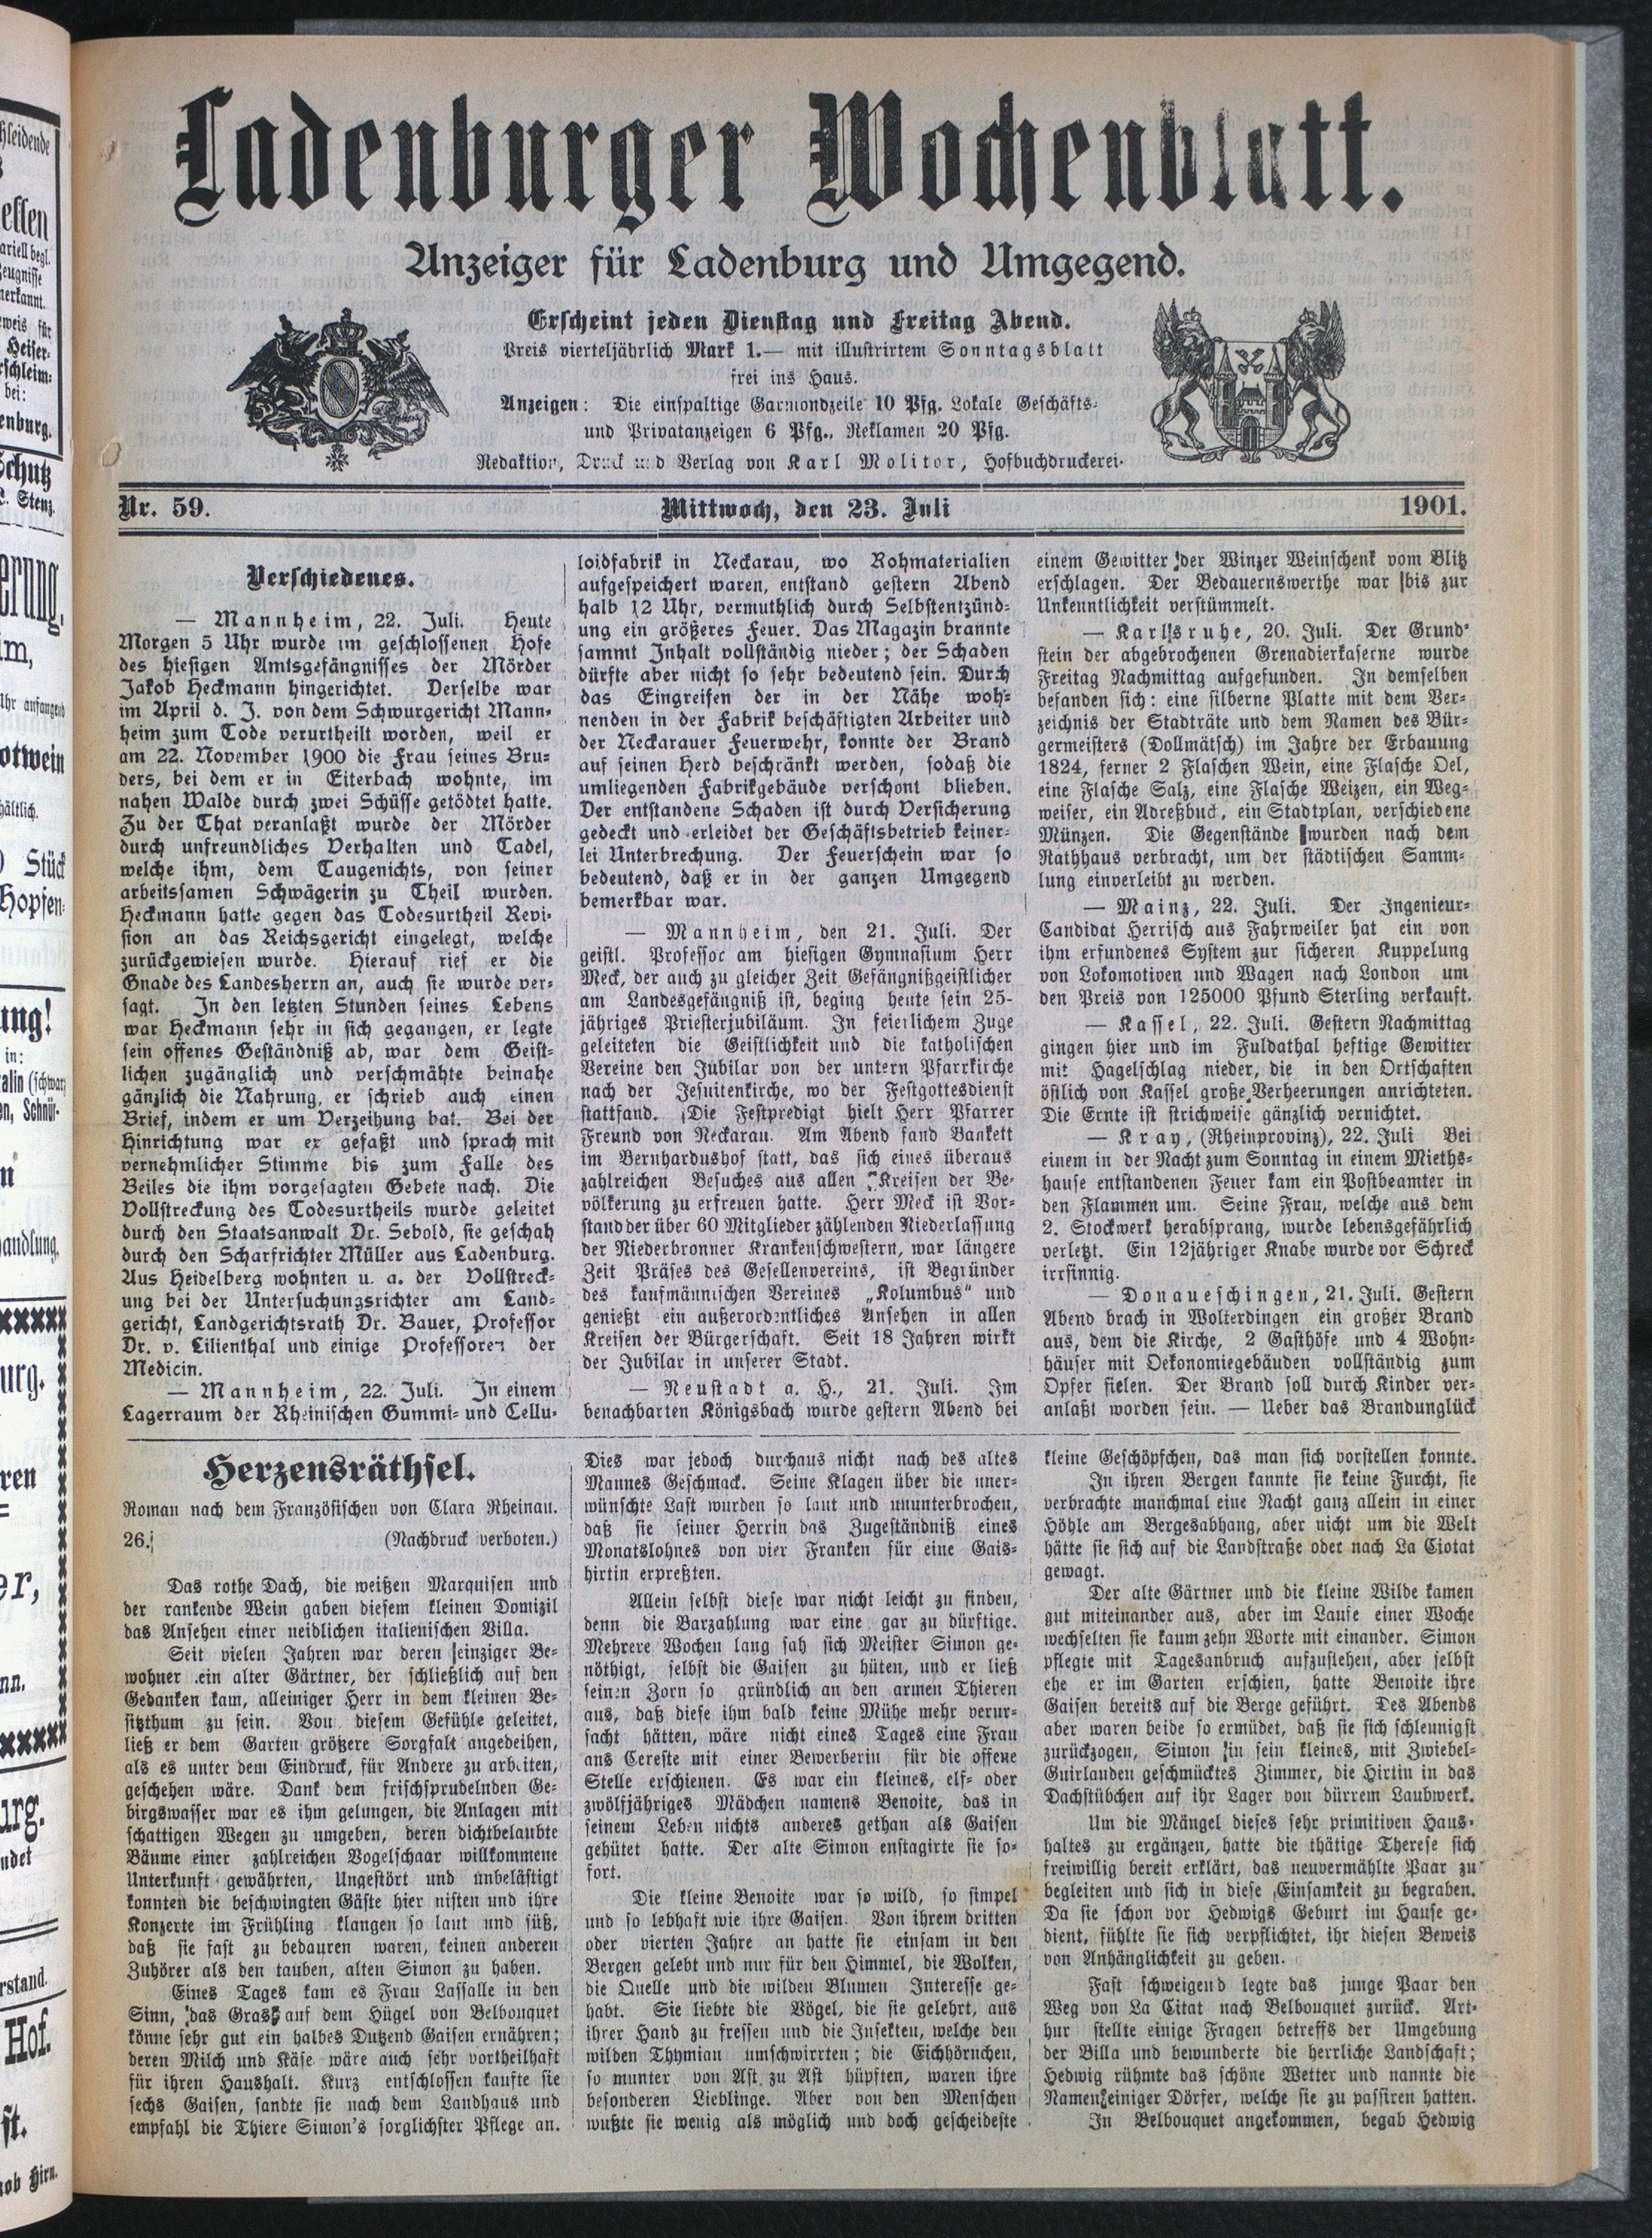 Ladenburger Wochenblatt.
Anzeiger für Ladenburg und Umgegend.
Erscheint jeden Dienstag und Freitag Abend.
Preis vierteljährlich Mark 1.— mit illustrirtem Sonntagsblatt
frei ins Haus.
Anzeigen: Die einspaltige Garmondzeile 10 Pfg. Lokale Geschäfts-
und Privatanzeigen 6 Pfg., Reklamen 20 Pfg.
Redaktion, Druck und Verlag von Karl Molitor, Hofbuchdruckerei.
Nr. 59. Mittwoch, den 23. Juli 1901.
Verschiedenes.
— Mannheim, 22. Juli. Heute
Morgen 5 Uhr wurde im geschlossenen Hofe
des hiesigen Amtsgefängnisses der Mörder
Jakob Heckmann hingerichtet. Derselbe war
im April d. J. von dem Schwurgericht Mann-
heim zum Tode verurtheilt worden, weil er
am 22. November 1900 die Frau seines Bru-
ders, bei dem er in Eiterbach wohnte, im
nahen Walde durch zwei Schüsse getödtet hatte.
Zu der That veranlaßt wurde der Mörder
durch unfreundliches Verhalten und Tadel,
welche ihm, dem Taugenichts, von seiner
arbeitsamen Schwägerin zu Theil wurden.
Heckmann hatte gegen das Todesurtheil Revi-
sion an das Reichsgericht eingelegt, welche
zurückgewiesen wurde. Hierauf rief er die
Gnade des Landesherrn an, auch sie wurde ver-
sagt. In den letzten Stunden seines Lebens
war Heckmann sehr in sich gegangen, er legte
sein offenes Geständniß ab, war dem Geist-
lichen zugänglich und verschmähte beinahe
gänzlich die Nahrung, er schrieb auch einen
Brief, indem er um Verzeihung bat. Bei der
Hinrichtung war er gefaßt und sprach mit
vernehmlicher Stimme bis zum Falle des
Beiles die ihm vorgesagten Gebete nach. Die
Vollstreckung des Todesurtheils wurde geleitet
durch den Staatsanwalt Dr. Sebold, sie geschah
durch den Scharfrichter Müller aus Ladenburg.
Aus Heidelberg wohnten u. a. der Vollstreck-
ung bei der Untersuchungsrichter am Land-
gericht, Landgerichtsrath Dr. Bauer, Professor
Dr. v. Lilienthal und einige Professoren der
Medicin.
— Mannheim, 22. Juli. In einem
Lagerraum der Rheinischen Gummi- und Cellu-
loidfabrik in Neckarau, wo Rohmaterialien
aufgespeichert waren, entstand gestern Abend
halb 12 Uhr, vermuthlich durch Selbstentzünd-
ung ein größeres Feuer. Das Magazin brannte
sammt Inhalt vollständig nieder; der Schaden
dürfte aber nicht so sehr bedeutend sein. Durch
das Eingreifen der in der Nähe woh-
nenden in der Fabrik beschäftigten Arbeiter und
der Neckarauer Feuerwehr, konnte der Brand
auf seinen Herd beschränkt werden, sodaß die
umliegenden Fabrikgebäude verschont blieben.
Der entstandene Schaden ist durch Versicherung
gedeckt und erleidet der Geschäftsbetrieb keiner-
lei Unterbrechung. Der Feuerschein war so
bedeutend, daß er in der ganzen Umgegend
bemerkbar war.
— Mannheim, den 21. Juli. Der
geistl. Professor am hiesigen Gymnasium Herr
Meck, der auch zu gleicher Zeit Gefängnißgeistlicher
am Landesgefängniß ist, beging heute sein 25-
jähriges Priesterjubiläum. In feierlichem Zuge
geleiteten die Geistlichkeit und die katholischen
Vereine den Jubilar von der untern Pfarrkirche
nach der Jesuitenkirche, wo der Festgottesdienst
stattfand. Die Festpredigt hielt Herr Pfarrer
Freund von Neckarau. Am Abend fand Bankett
im Bernhardushof statt, das sich eines überaus
zahlreichen Besuches aus allen Kreisen der Be-
völkerung zu erfreuen hatte. Herr Meck ist Vor-
stand der über 60 Mitglieder zählenden Niederlassung
der Niederbronner Krankenschwestern, war längere
Zeit Präses des Gesellenvereins, ist Begründer
des kaufmännischen Vereines „Kolumbus“ und
genießt ein außerordentliches Ansehen in allen
Kreisen der Bürgerschaft. Seit 18 Jahren wirkt
der Jubilar in unserer Stadt.
— Neustadt a. H., 21. Juli. Im
benachbarten Königsbach wurde gestern Abend bei
einem Gewitter der Winzer Weinschenk vom Blitz
erschlagen. Der Bedauernswerthe war bis zur
Unkenntlichkeit verstümmelt.
— Karlsruhe, 20. Juli. Der Grund-
stein der abgebrochenen Grenadierkaserne wurde
Freitag Nachmittag aufgefunden. In demselben
befanden sich: eine silberne Platte mit dem Ver-
zeichnis der Stadträte und dem Namen des Bür-
germeisters (Dollmätsch) im Jahre der Erbauung
1824, ferner 2 Flaschen Wein, eine Flasche Oel,
eine Flasche Salz, eine Flasche Weizen, ein Weg-
weiser, ein Adreßbuch, ein Stadtplan, verschiedene
Münzen. Die Gegenstände wurden nach dem
Rathhaus verbracht, um der städtischen Samm-
lung einverleibt zu werden.
— Mainz, 22. Juli. Der Ingenieur-
Candidat Herrisch aus Fahrweiler hat ein von
ihm erfundenes System zur sicheren Kuppelung
von Lokomotiven und Wagen nach London um
den Preis von 125000 Pfund Sterling verkauft.
— Kassel, 22. Juli. Gestern Nachmittag
gingen hier und im Fuldathal heftige Gewitter
mit Hagelschlag nieder, die in den Ortschaften
östlich von Kassel große Verheerungen anrichteten.
Die Ernte ist strichweise gänzlich vernichtet.
— Kray, (Rheinprovinz), 22. Juli Bei
einem in der Nacht zum Sonntag in einem Mieths-
hause entstandenen Feuer kam ein Postbeamter in
den Flammen um. Seine Frau, welche aus dem
2. Stockwerk herabsprang, wurde lebensgefährlich
verletzt. Ein 12jähriger Knabe wurde vor Schreck
irrsinnig.
— Donaueschingen, 21. Juli. Gestern
Abend brach in Wolterdingen ein großer Brand
aus, dem die Kirche, 2 Gasthöfe und 4 Wohn-
häuser mit Oekonomiegebäuden vollständig zum
Opfer fielen. Der Brand soll durch Kinder ver-
anlaßt worden sein. — Ueber das Brandunglück
Herzensräthsel.
Roman nach dem Französischen von Clara Rheinau.
26. (Nachdruck verboten.)
Das rothe Dach, die weißen Marquisen und
der rankende Wein gaben diesem kleinen Domizil
das Ansehen einer neidlichen italienischen Villa.
Seit vielen Jahren war deren einziger Be-
wohner ein alter Gärtner, der schließlich auf den
Gedanken kam, alleiniger Herr in dem kleinen Be-
sitzthum zu sein. Von diesem Gefühle geleitet,
ließ er dem Garten größere Sorgfalt angedeihen,
als es unter dem Eindruck, für Andere zu arbeiten,
geschehen wäre. Dank dem frischsprudelnden Ge-
birgswasser war es ihm gelungen, die Anlagen mit
schattigen Wegen zu umgeben, deren dichtbelaubte
Bäume einer zahlreichen Vogelschaar willkommene
Unterkunft gewährten, Ungestört und unbelästigt
konnten die beschwingten Gäste hier nisten und ihre
Konzerte im Frühling klangen so laut und süß,
daß sie fast zu bedauren waren, keinen anderen
Zuhörer als den tauben, alten Simon zu haben.
Eines Tages kam es Frau Lassalle in den
Sinn, das Gras auf dem Hügel von Belbouquet
könne sehr gut ein halbes Dutzend Gaisen ernähren;
deren Milch und Käse wäre auch sehr vortheilhaft
für ihren Haushalt. Kurz entschlossen kaufte sie
sechs Gaisen, sandte sie nach dem Landhaus und
empfahl die Thiere Simon's sorglichster Pflege an.
Dies war jedoch durchaus nicht nach des altes
Mannes Geschmack. Seine Klagen über die uner-
wünschte Last wurden so laut und ununterbrochen,
daß sie seiner Herrin das Zugeständniß eines
Monatslohnes von vier Franken für eine Gais-
hirtin erpreßten.
Allein selbst diese war nicht leicht zu finden,
denn die Barzahlung war eine gar zu dürftige.
Mehrere Wochen lang sah sich Meister Simon ge-
nöthigt, selbst die Gaisen zu hüten, und er ließ
seinen Zorn so gründlich an den armen Thieren
aus, daß diese ihm bald keine Mühe mehr verur-
sacht hätten, wäre nicht eines Tages eine Frau
ans Cereste mit einer Bewerberin für die offene
Stelle erschienen. Es war ein kleines, elf- oder
zwölfjähriges Mädchen namens Benoite, das in
seinem Leben nichts anderes gethan als Gaisen
gehütet hatte. Der alte Simon enstagirte sie so-
fort.
Die kleine Benoite war so wild, so simpel
und so lebhaft wie ihre Gaisen. Von ihrem dritten
oder vierten Jahre an hatte sie einsam in den
Bergen gelebt und nur für den Himmel, die Wolken,
die Quelle und die wilden Blumen Interesse ge-
habt. Sie liebte die Vögel, die sie gelehrt, aus
ihrer Hand zu fressen und die Insekten, welche den
wilden Thymian umschwirrten; die Eichhörnchen,
so munter von Ast zu Ast hüpften, waren ihre
besonderen Lieblinge. Aber von den Menschen
wußte sie wenig als möglich und doch gescheideste
kleine Geschöpfchen, das man sich vorstellen konnte.
In ihren Bergen kannte sie keine Furcht, sie
verbrachte manchmal eine Nacht ganz allein in einer
Höhle am Bergesabhang, aber nicht um die Welt
hätte sie sich auf die Landstraße oder nach La Ciotat
gewagt.
Der alte Gärtner und die kleine Wilde kamen
gut miteinander aus, aber im Laufe einer Woche
wechselten sie kaum zehn Worte mit einander. Simon
pflegte mit Tagesanbruch aufzustehen, aber selbst
ehe er im Garten erschien, hatte Benoite ihre
Gaisen bereits auf die Berge geführt. Des Abends
aber waren beide so ermüdet, daß sie sich schleunigst
zurückzogen, Simon in sein kleines, mit Zwiebel-
Guirlanden geschmücktes Zimmer, die Hirtin in das
Dachstübchen auf ihr Lager von dürrem Laubwerk.
Um die Mängel dieses sehr primitiven Haus-
haltes zu ergänzen, hatte die thätige Therese sich
freiwillig bereit erklärt, das neuvermählte Paar zu
begleiten und sich in diese Einsamkeit zu begraben.
Da sie schon vor Hedwigs Geburt im Hause ge-
dient, fühlte sie sich verpflichtet, ihr diesen Beweis
von Anhänglichkeit zu geben.
Fast schweigend legte das junge Paar den
Weg von La Citat nach Belbouquet zurück. Art-
hur stellte einige Fragen betreffs der Umgebung
der Villa und bewunderte die herrliche Landschaft;
Hedwig rühmte das schöne Wetter und nannte die
Namen einiger Dörfer, welche sie zu passiren hatten.
In Belbouquet angekommen, begab Hedwig